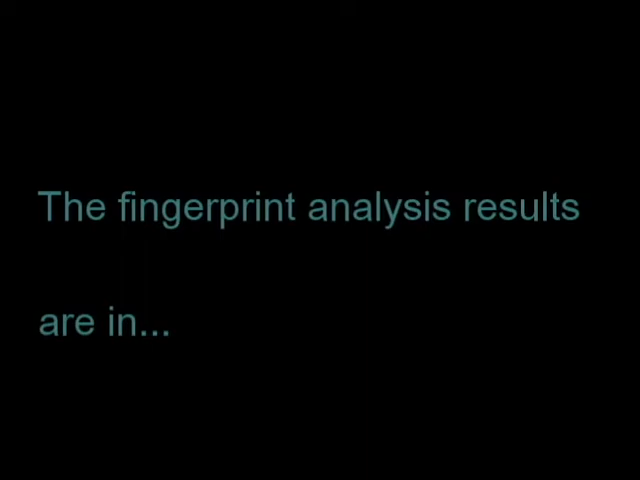 The fingerprint analysis results
are in...